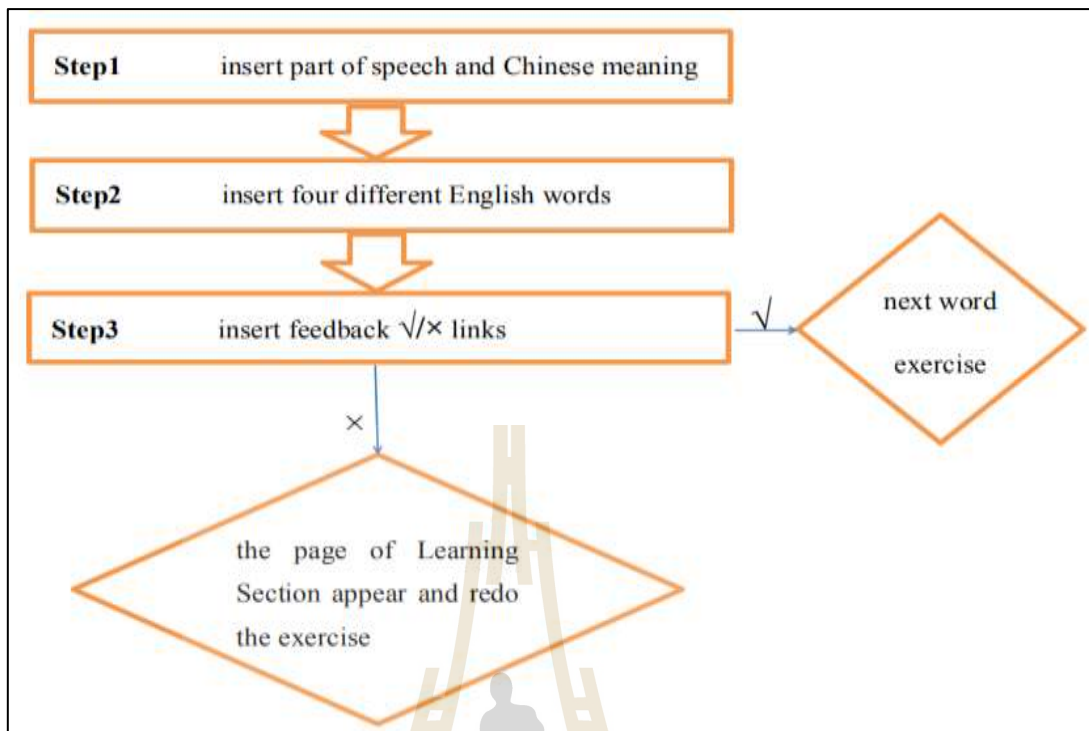 Step1 insert part of speech and Chinese meaning
Step2 insert four different English words
Step3 insert feedback √/× links
√
next word
exercise
×
the page of Learning
Section appear and redo
the exercise